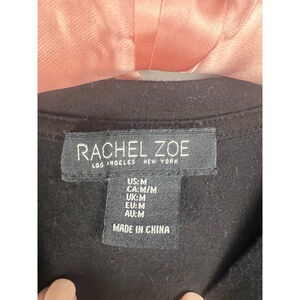 RACHEL ZOE
LOS ANGELES NEW YORK
US:M
CA:M/M
UK:M
EU:M
AU:M
MADE IN CHINA